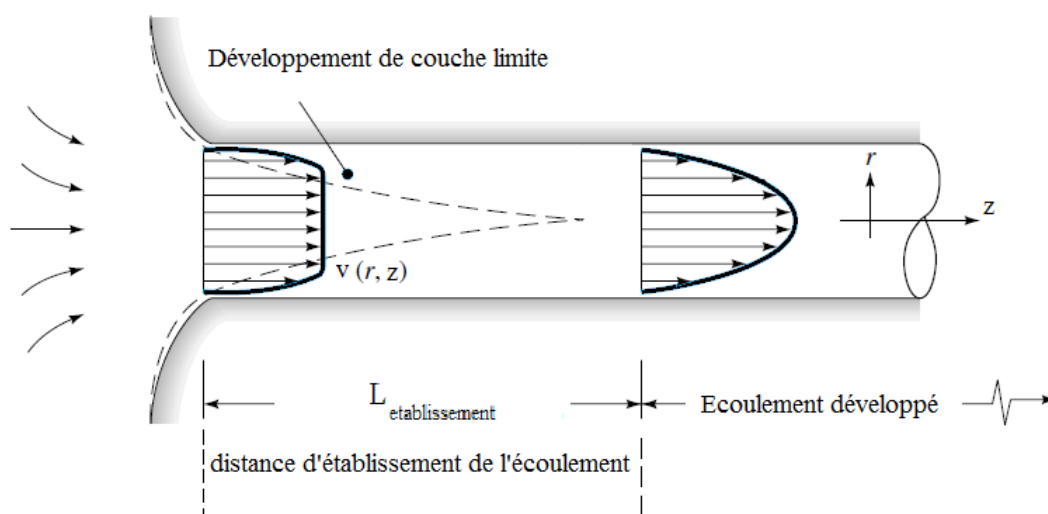 Développement de couche limite
r
z
v (r, z)
L etablissement
Ecoulement développé
distance d'établissement de l'écoulement